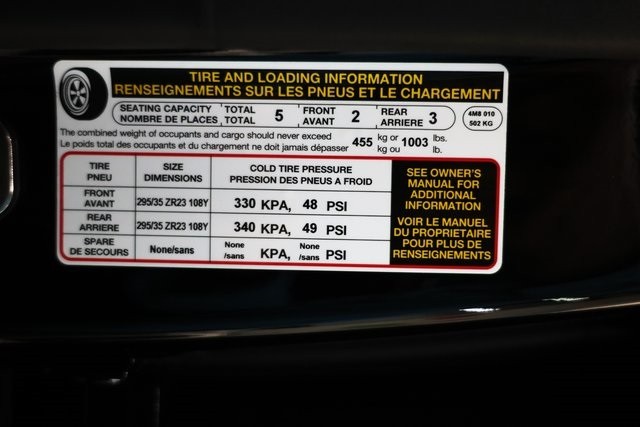 TIRE AND LOADING INFORMATION
RENSEIGNEMENTS SUR LES PNEUS ET LE CHARGEMENT
SEATING CAPACITY TOTAL 5 FRONT 2 REAR 3
NOMBRE DE PLACES TOTAL AVANT ARRIERE
4M8 010
502 KG
The combined weight of occupants and cargo should never exceed 455 kg or 1003 lbs.
Le poids total des occupants et du chargement ne doit jamais dépasser kg ou lb.
TIRE SIZE COLD TIRE PRESSURE
PNEU DIMENSIONS PRESSION DES PNEUS A FROID
FRONT
AVANT 295/35 ZR23 108Y 330 KPA, 48 PSI
REAR
ARRIERE 295/35 ZR23 108Y 340 KPA, 49 PSI
SPARE
DE SECOURS None/sans None /sans KPA, None /sans PSI
SEE OWNER'S
MANUAL FOR
ADDITIONAL
INFORMATION
VOIR LE MANUEL
DU PROPRIETAIRE
POUR PLUS DE
RENSEIGNEMENTS